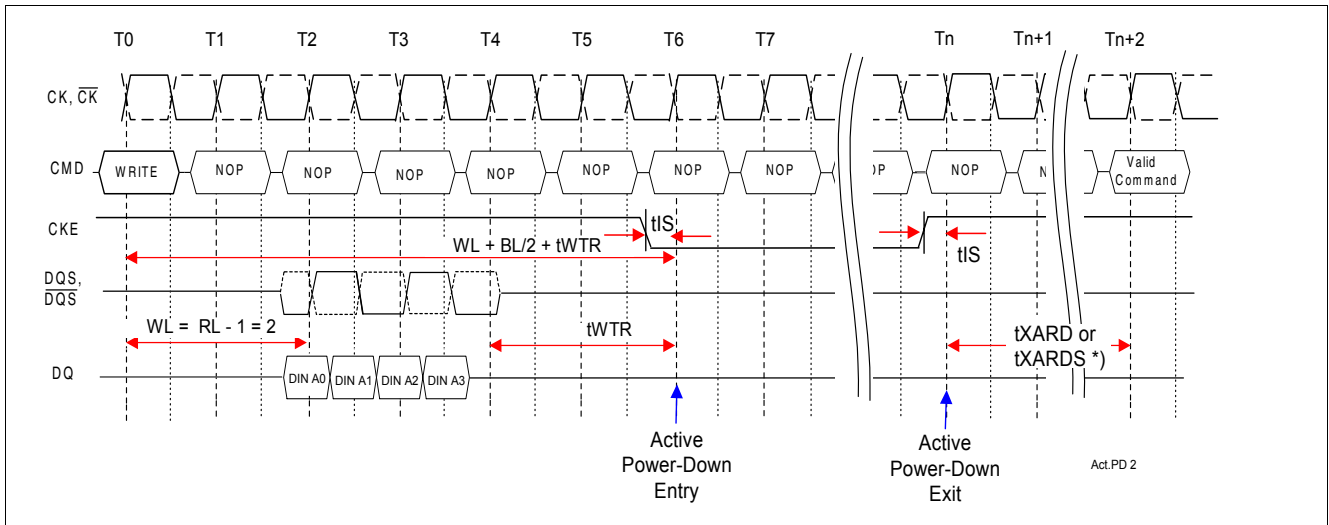 T0 T1 T2 T3 T4 T5 T6 T7 Tn Tn+1 Tn+2
CK, CK
CMD WRITE NOP NOP NOP NOP NOP NOP NOP OP NOP N Valid
Command
CKE tIS
WL + BL/2 + tWTR tIS
DQS,
DQS
WL = RL - 1 = 2 tWTR tXARD or
tXARDS *)
DQ DIN A0 DIN A1 DIN A2 DIN A3
Active
Power-Down
Entry
Active
Power-Down
Exit
Act.PD 2